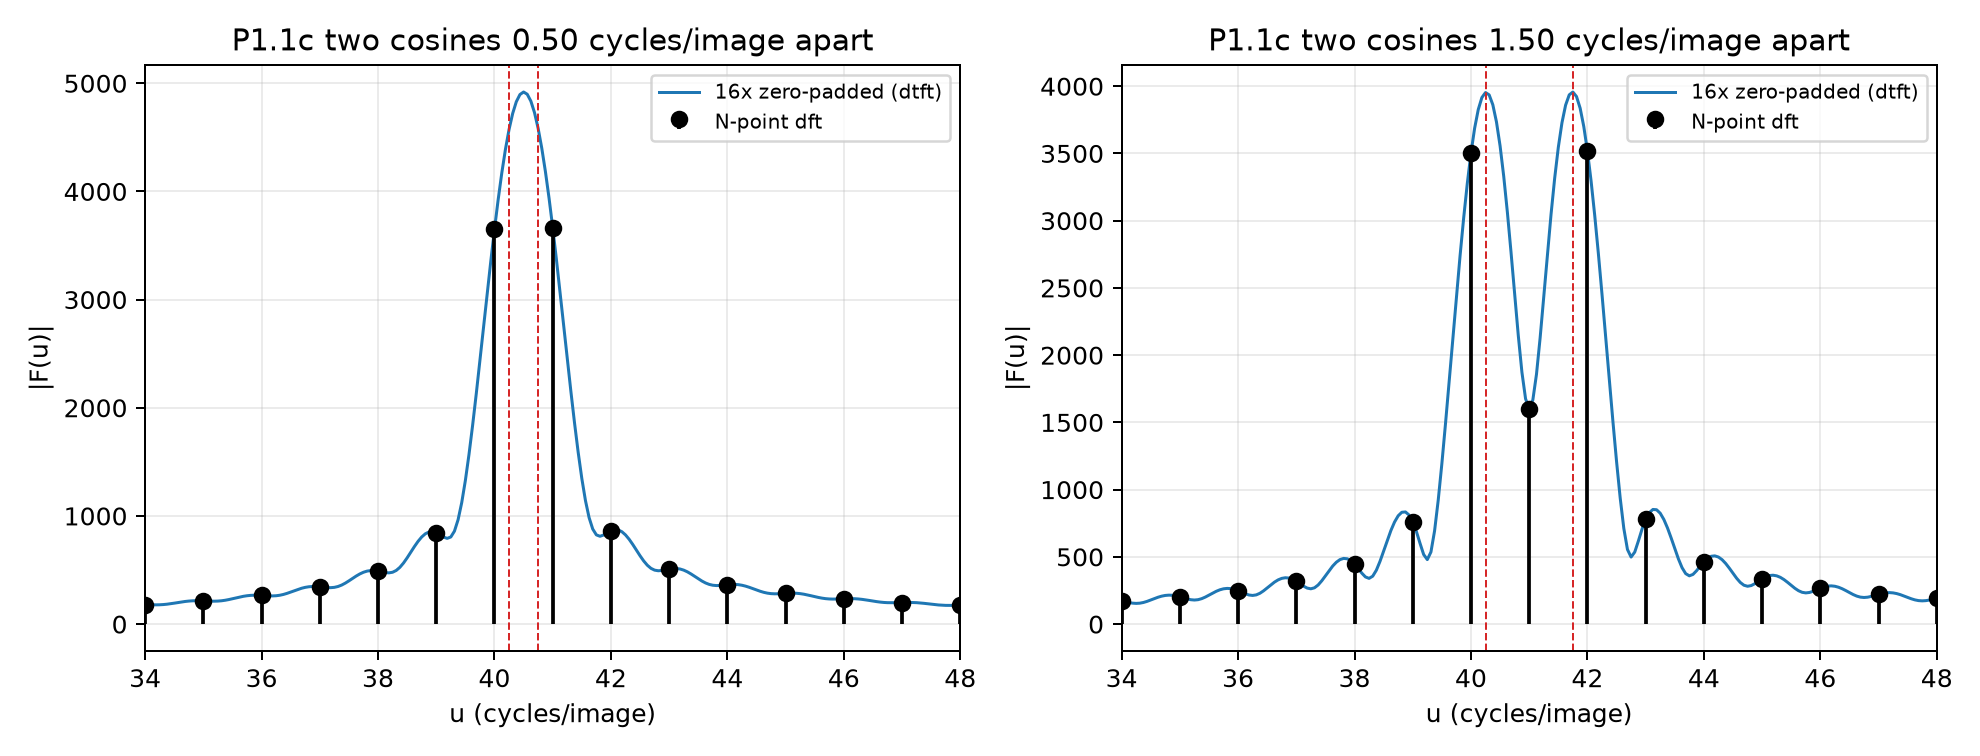 P1.1c two cosines 0.50 cycles/image apart
5000
4000
3000
2000
1000
0
|F(u)|
16x zero-padded (dtft)
N-point dft
34 36 38 40 42 44 46 48
u (cycles/image)
P1.1c two cosines 1.50 cycles/image apart
4000
3500
3000
2500
2000
1500
1000
500
0
|F(u)|
16x zero-padded (dtft)
N-point dft
34 36 38 40 42 44 46 48
u (cycles/image)